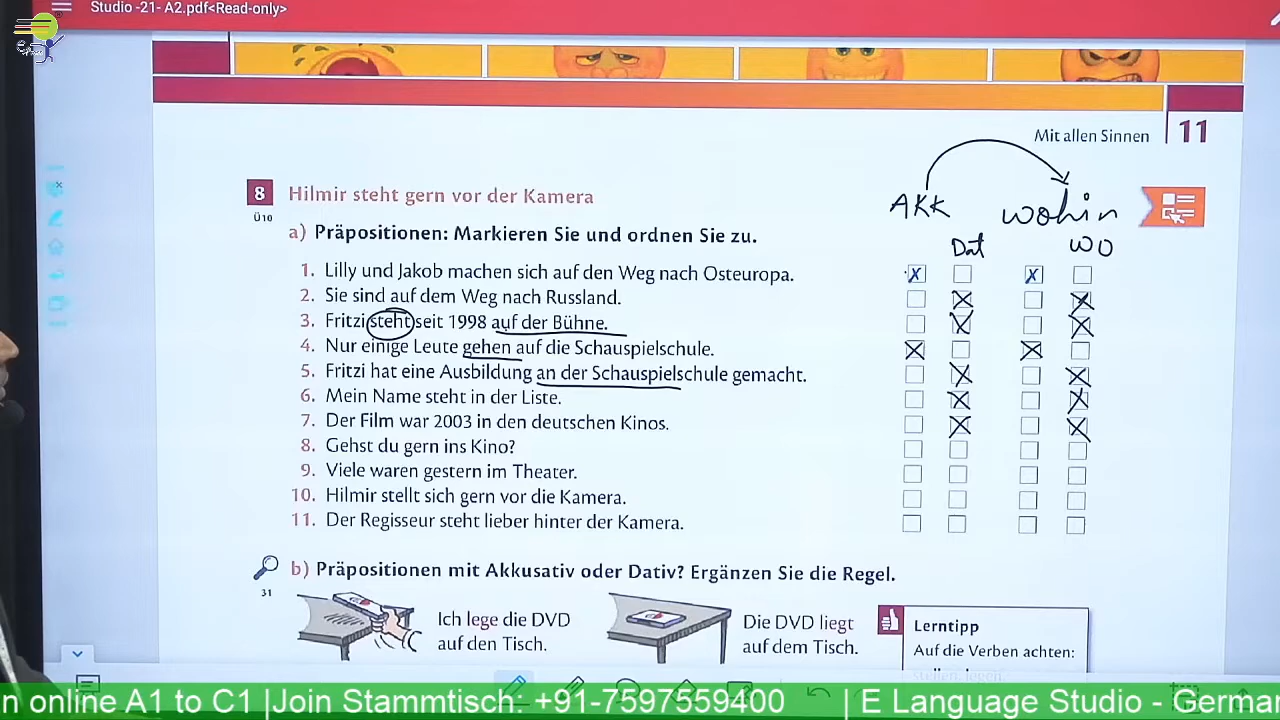 Studio -21- A2.pdf<Read-only>
Mit allen Sinnen 11
8 Hilmir steht gern vor der Kamera
Ü10
AKK wohin
a) Präpositionen: Markieren Sie und ordnen Sie zu.
Dat wo
1. Lilly und Jakob machen sich auf den Weg nach Osteuropa.
2. Sie sind auf dem Weg nach Russland.
3. Fritzi steht seit 1998 auf der Bühne.
4. Nur einige Leute gehen auf die Schauspielschule.
5. Fritzi hat eine Ausbildung an der Schauspielschule gemacht.
6. Mein Name steht in der Liste.
7. Der Film war 2003 in den deutschen Kinos.
8. Gehst du gern ins Kino?
9. Viele waren gestern im Theater.
10. Hilmir stellt sich gern vor die Kamera.
11. Der Regisseur steht lieber hinter der Kamera.
b) Präpositionen mit Akkusativ oder Dativ? Ergänzen Sie die Regel.
31
Ich lege die DVD
auf den Tisch.
Die DVD liegt
auf dem Tisch.
Lerntipp
Auf die Verben achten:
stellen, legen,
n online A1 to C1 |Join Stammtisch: +91-7597559400 | E Language Studio - Germa